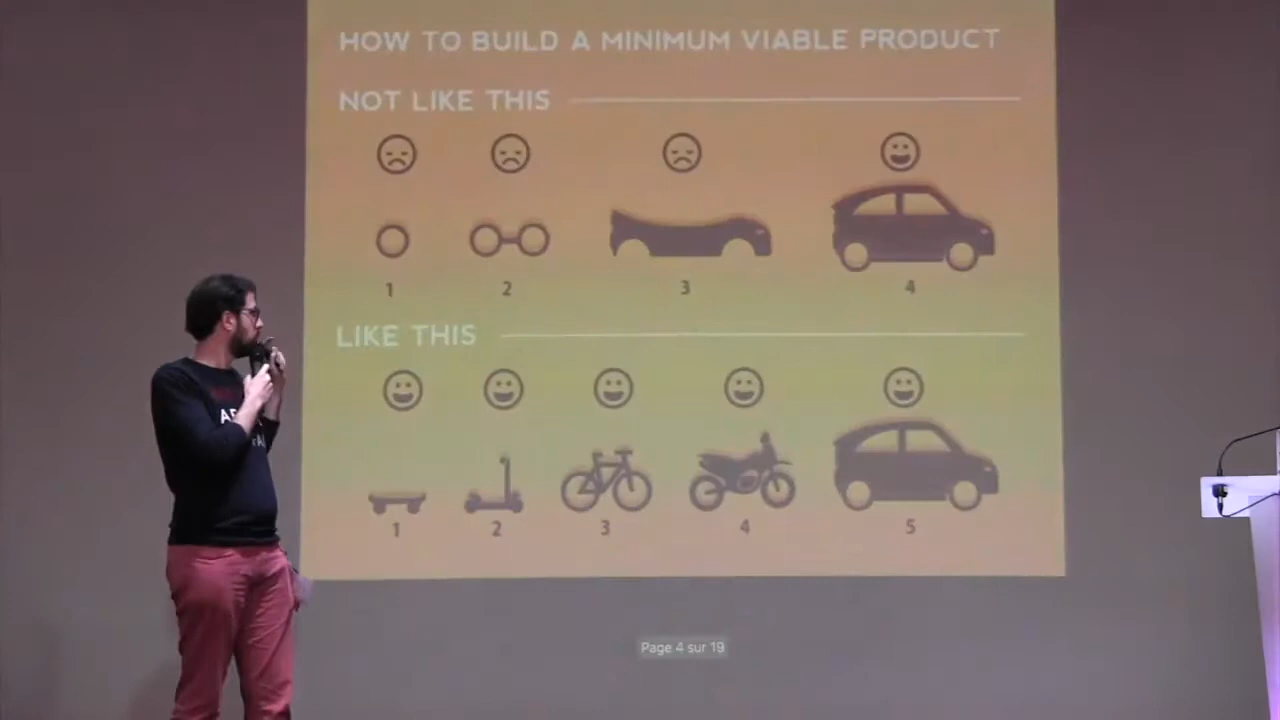 HOW TO BUILD A MINIMUM VIABLE PRODUCT
NOT LIKE THIS
1 2 3 4
LIKE THIS
1 2 3 4 5
Page 4 sur 19